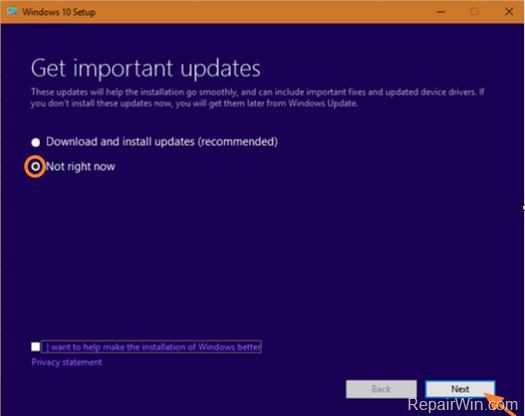 Windows 10 Setup
Get important updates
These updates will help the installation go smoothly, and can include important fixes and updated device drivers. If
you don't install these updates now, you will get them later from Windows Update.
Download and install updates (recommended)
Not right now
I want to help make the installation of Windows better
Privacy statement
Back
Next
RepairWin.com